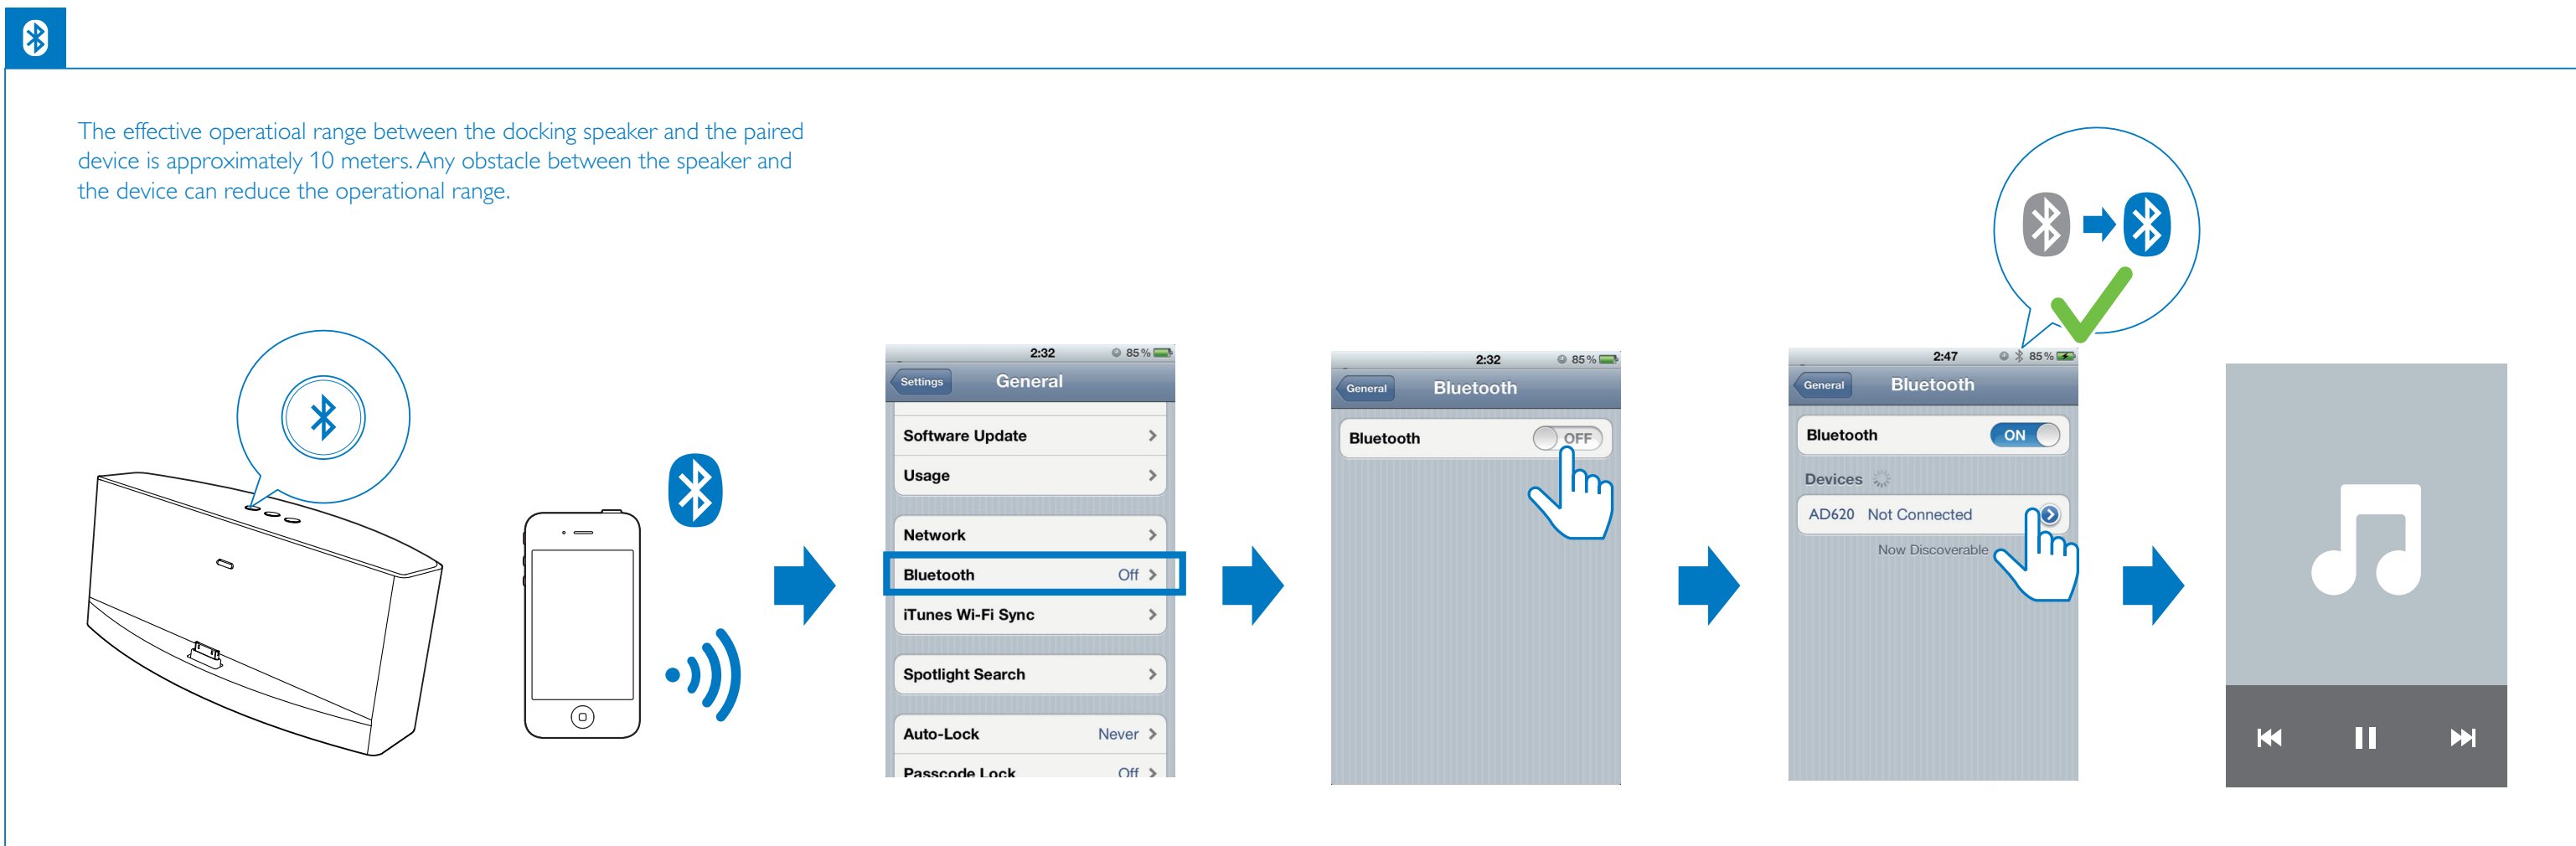 The effective operatioal range between the docking speaker and the paired
device is approximately 10 meters. Any obstacle between the speaker and
the device can reduce the operational range.
2:32 85%
Settings General
Software Update
Usage
Network
Bluetooth Off
iTunes Wi-Fi Sync
Spotlight Search
Auto-Lock Never
Passcode Lock Off
2:32 85%
General Bluetooth
Bluetooth OFF
2:47 85%
General Bluetooth
Bluetooth ON
Devices
AD620 Not Connected
Now Discoverable